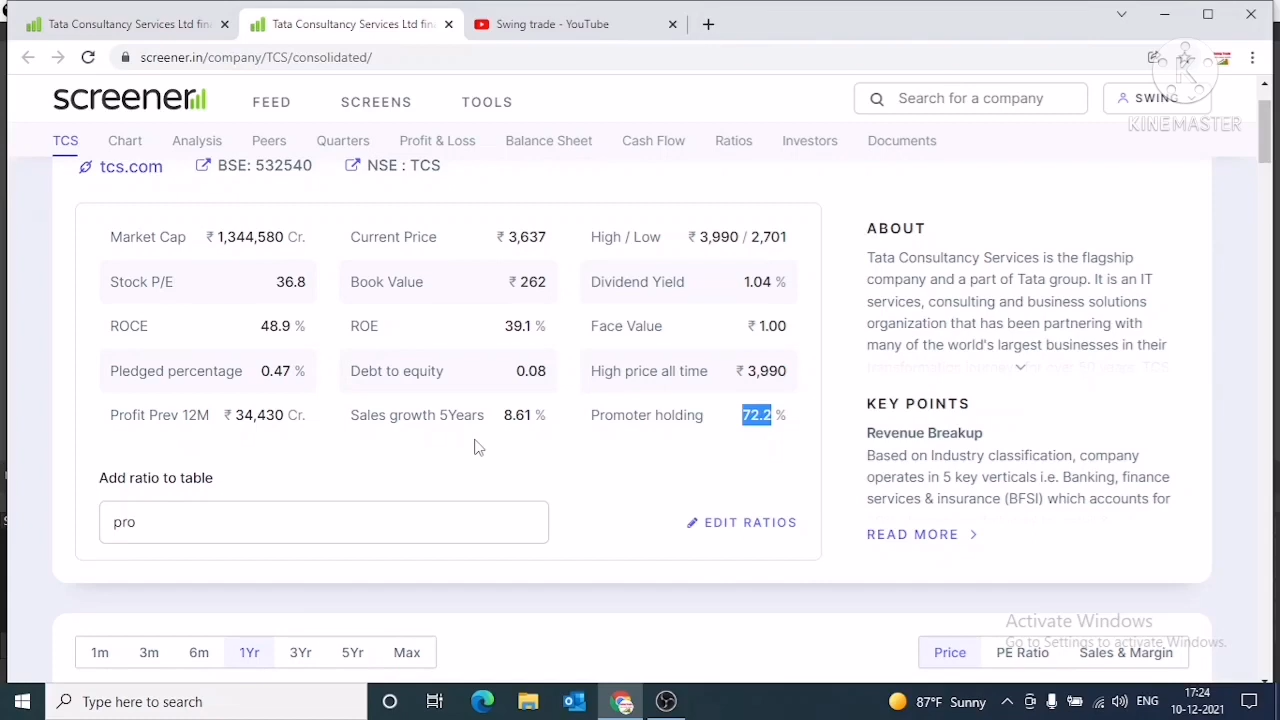 Tata Consultancy Services Ltd fin
Tata Consultancy Services Ltd fin
Swing trade - YouTube
screener.in/company/TCS/consolidated/
screener
FEED SCREENS TOOLS
Search for a company
SWING
KINEMASTER
TCS Chart Analysis Peers Quarters Profit & Loss Balance Sheet Cash Flow Ratios Investors Documents
tcs.com BSE: 532540 NSE : TCS
Market Cap ₹ 1,344,580 Cr. Current Price ₹ 3,637 High / Low ₹ 3,990 / 2,701
Stock P/E 36.8 Book Value ₹ 262 Dividend Yield 1.04 %
ROCE 48.9 % ROE 39.1 % Face Value ₹ 1.00
Pledged percentage 0.47 % Debt to equity 0.08 High price all time ₹ 3,990
Profit Prev 12M ₹ 34,430 Cr. Sales growth 5Years 8.61 % Promoter holding 72.2 %
Add ratio to table
pro
EDIT RATIOS
ABOUT
Tata Consultancy Services is the flagship
company and a part of Tata group. It is an IT
services, consulting and business solutions
organization that has been partnering with
many of the world's largest businesses in their
transformation journeys for over 50 years. TCS
KEY POINTS
Revenue Breakup
Based on Industry classification, company
operates in 5 key verticals i.e. Banking, finance
services & insurance (BFSI) which accounts for
READ MORE
1m 3m 6m 1Yr 3Yr 5Yr Max
Price PE Ratio Sales & Margin
Activate Windows
Go to Settings to activate Windows.
Type here to search
87°F Sunny
ENG
17:24
10-12-2021